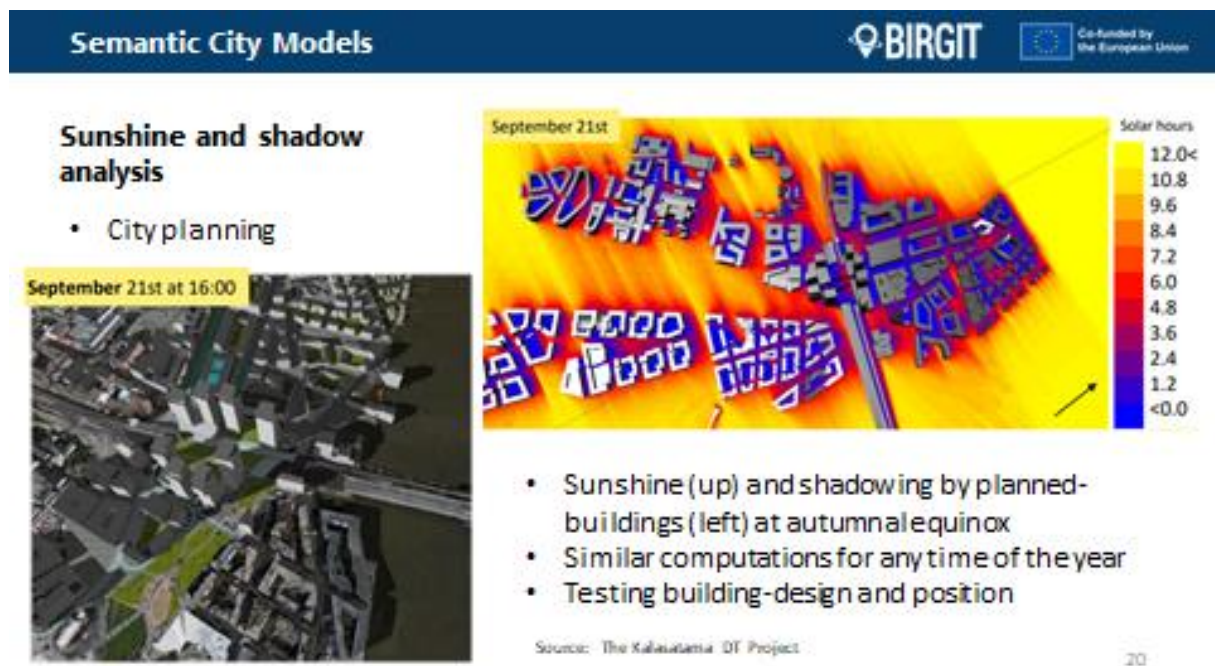 Semantic City Models
BIRGIT
Co-funded by
the European Union
Sunshine and shadow
analysis
• City planning
September 21st at 16:00
September 21st
Solar hours
12.0<
10.8
9.6
8.4
7.2
6.0
4.8
3.6
2.4
1.2
<0.0
• Sunshine (up) and shadowing by planned-
buildings (left) at autumnal equinox
• Similar computations for any time of the year
• Testing building-design and position
Source: The Kalasatama DT Project
20